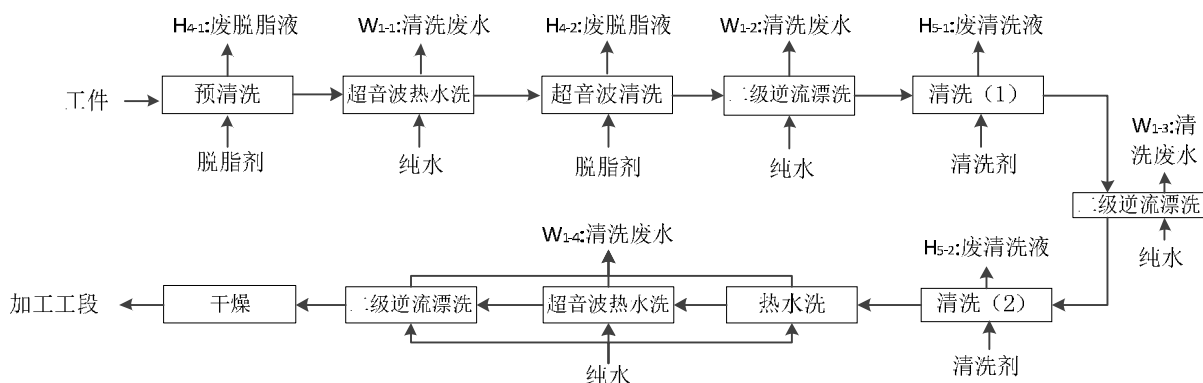 H4-1:废脱脂液
W1-1:清洗废水
H4-2:废脱脂液
W1-2:清洗废水
H5-1:废清洗液
工件
预清洗
超音波热水洗
超音波清洗
二级逆流漂洗
清洗（1）
脱脂剂
纯水
脱脂剂
纯水
清洗剂
W1-3:清
洗废水
二级逆流漂洗
纯水
W1-4:清洗废水
H5-2:废清洗液
加工工段
干燥
二级逆流漂洗
超音波热水洗
热水洗
清洗（2）
纯水
清洗剂